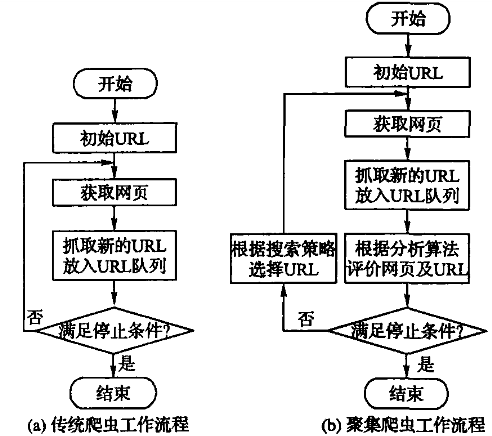 开始
初始URL
获取网页
抓取新的URL
放入URL队列
否
满足停止条件?
是
结束
(a) 传统爬虫工作流程
开始
初始URL
获取网页
抓取新的URL
放入URL队列
根据搜索策略
选择URL
根据分析算法
评价网页及URL
否
满足停止条件?
是
结束
(b) 聚集爬虫工作流程